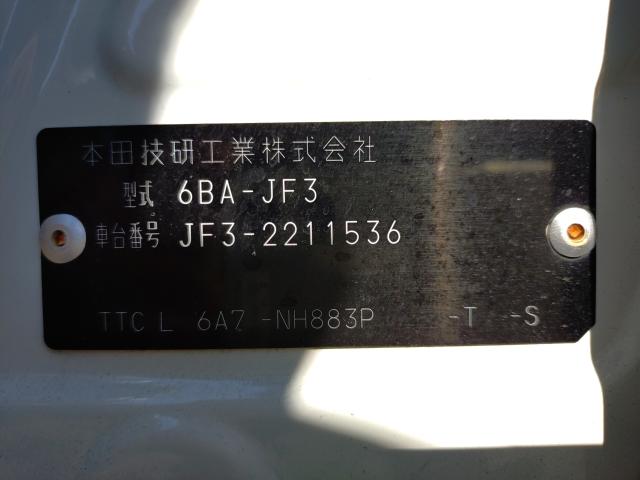 本田技研工業株式会社
型式 6BA-JF3
車台番号 JF3-2211536
TTC L 6A7 -NH883P -T -S